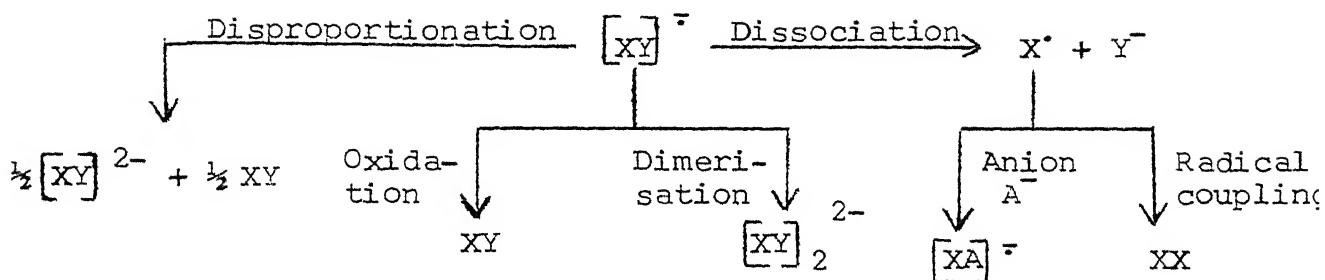 Disproportionation [XY]⁻̇ Dissociation X• + Y⁻
½[XY]²⁻ + ½ XY
Oxida-
tion
XY
Dimeri-
sation
[XY]₂²⁻
Anion
A⁻
[XA]⁻̇
Radical
coupling
XX